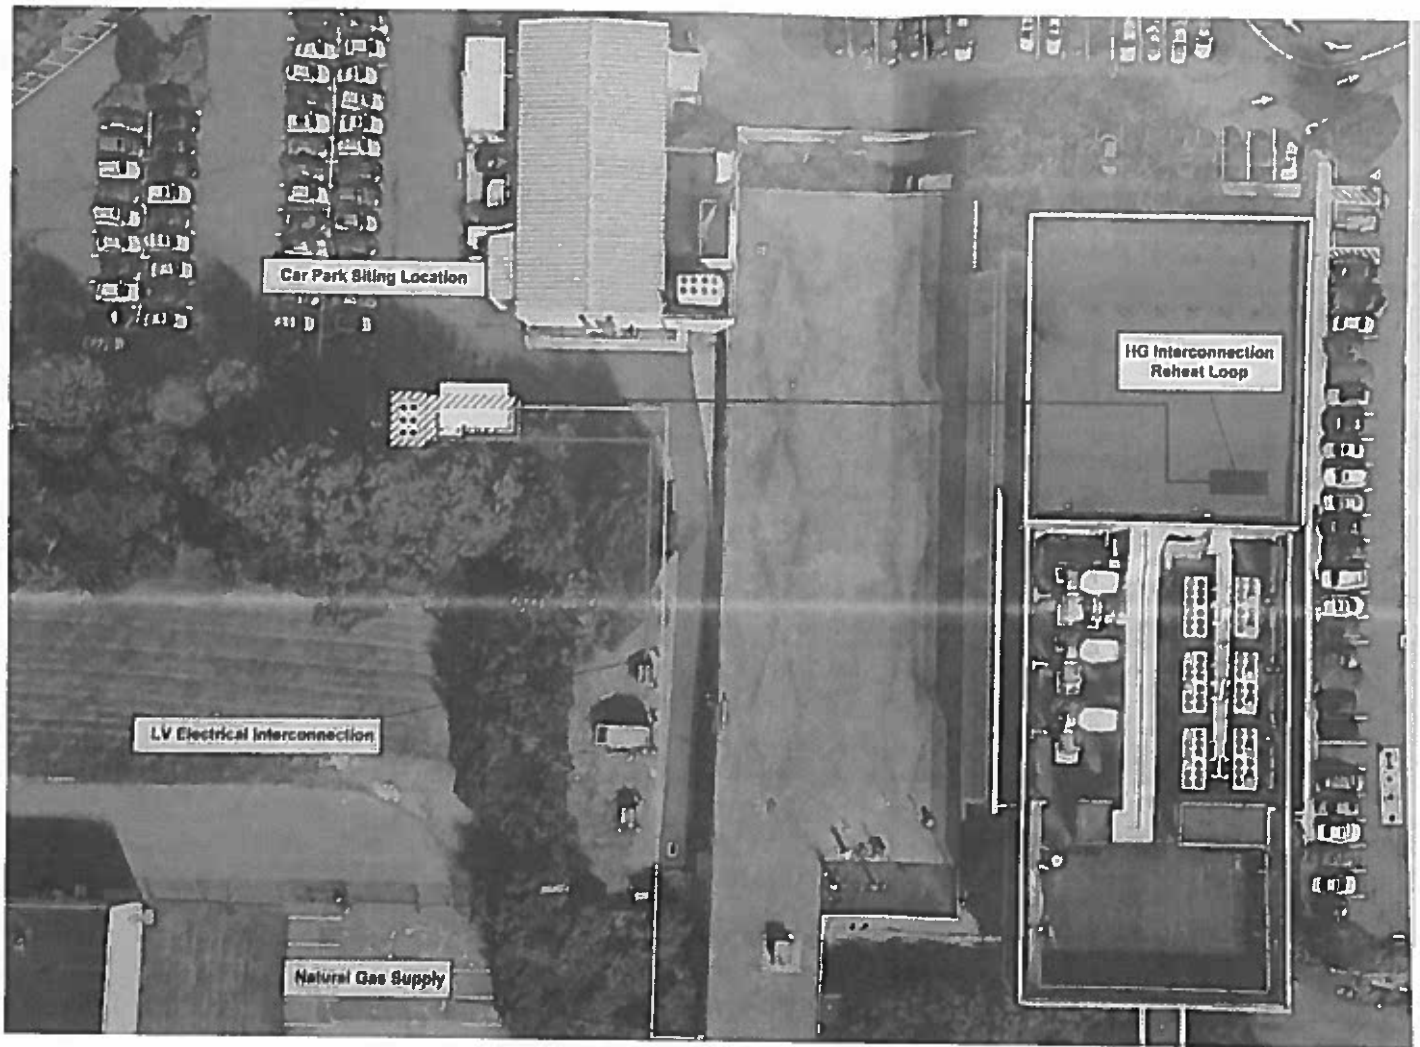 Car Park Siting Location
HG Interconnection
Reheat Loop
LV Electrical Interconnection
Natural Gas Supply